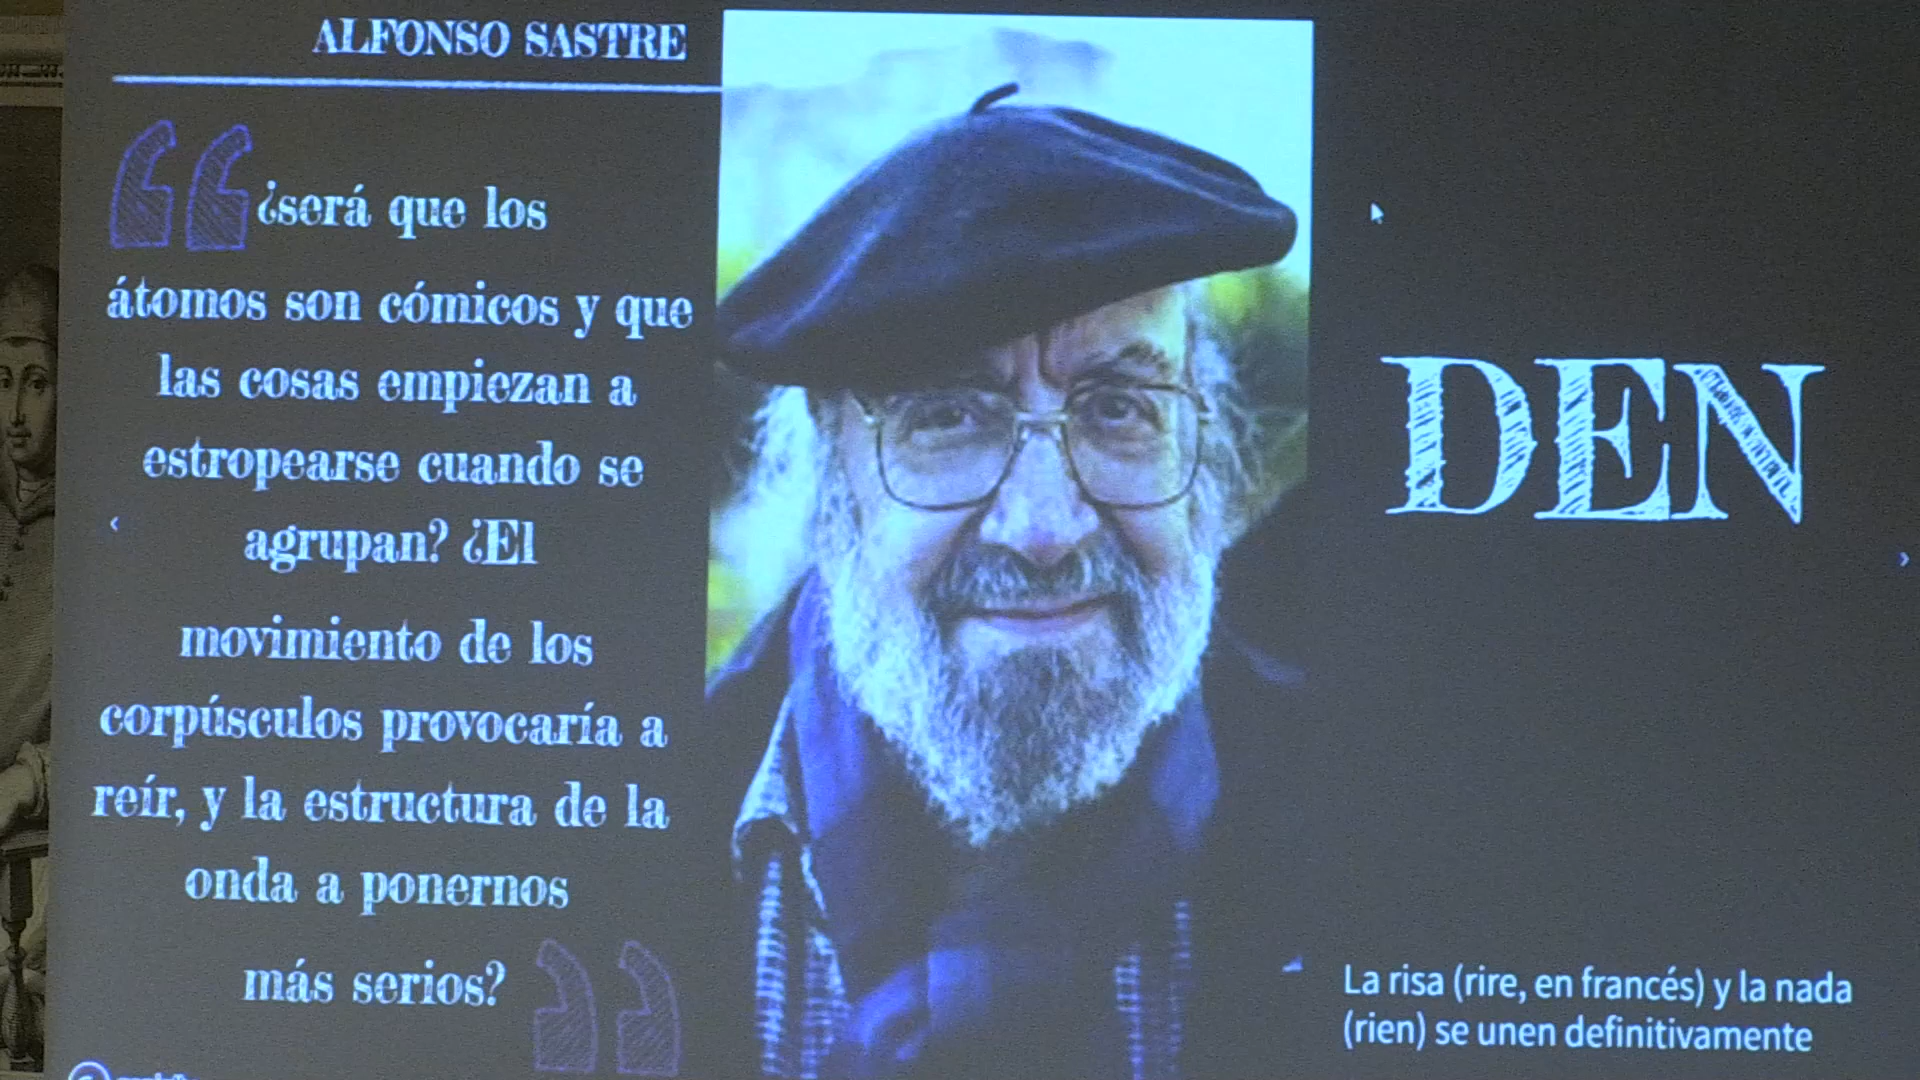 ALFONSO SASTRE
¿será que los
átomos son cómicos y que
las cosas empiezan a
estropearse cuando se
agrupan? ¿El
movimiento de los
corpúsculos provocaría a
reír, y la estructura de la
onda a ponernos
más serios?
DEN
La risa (rire, en francés) y la nada
(rien) se unen definitivamente